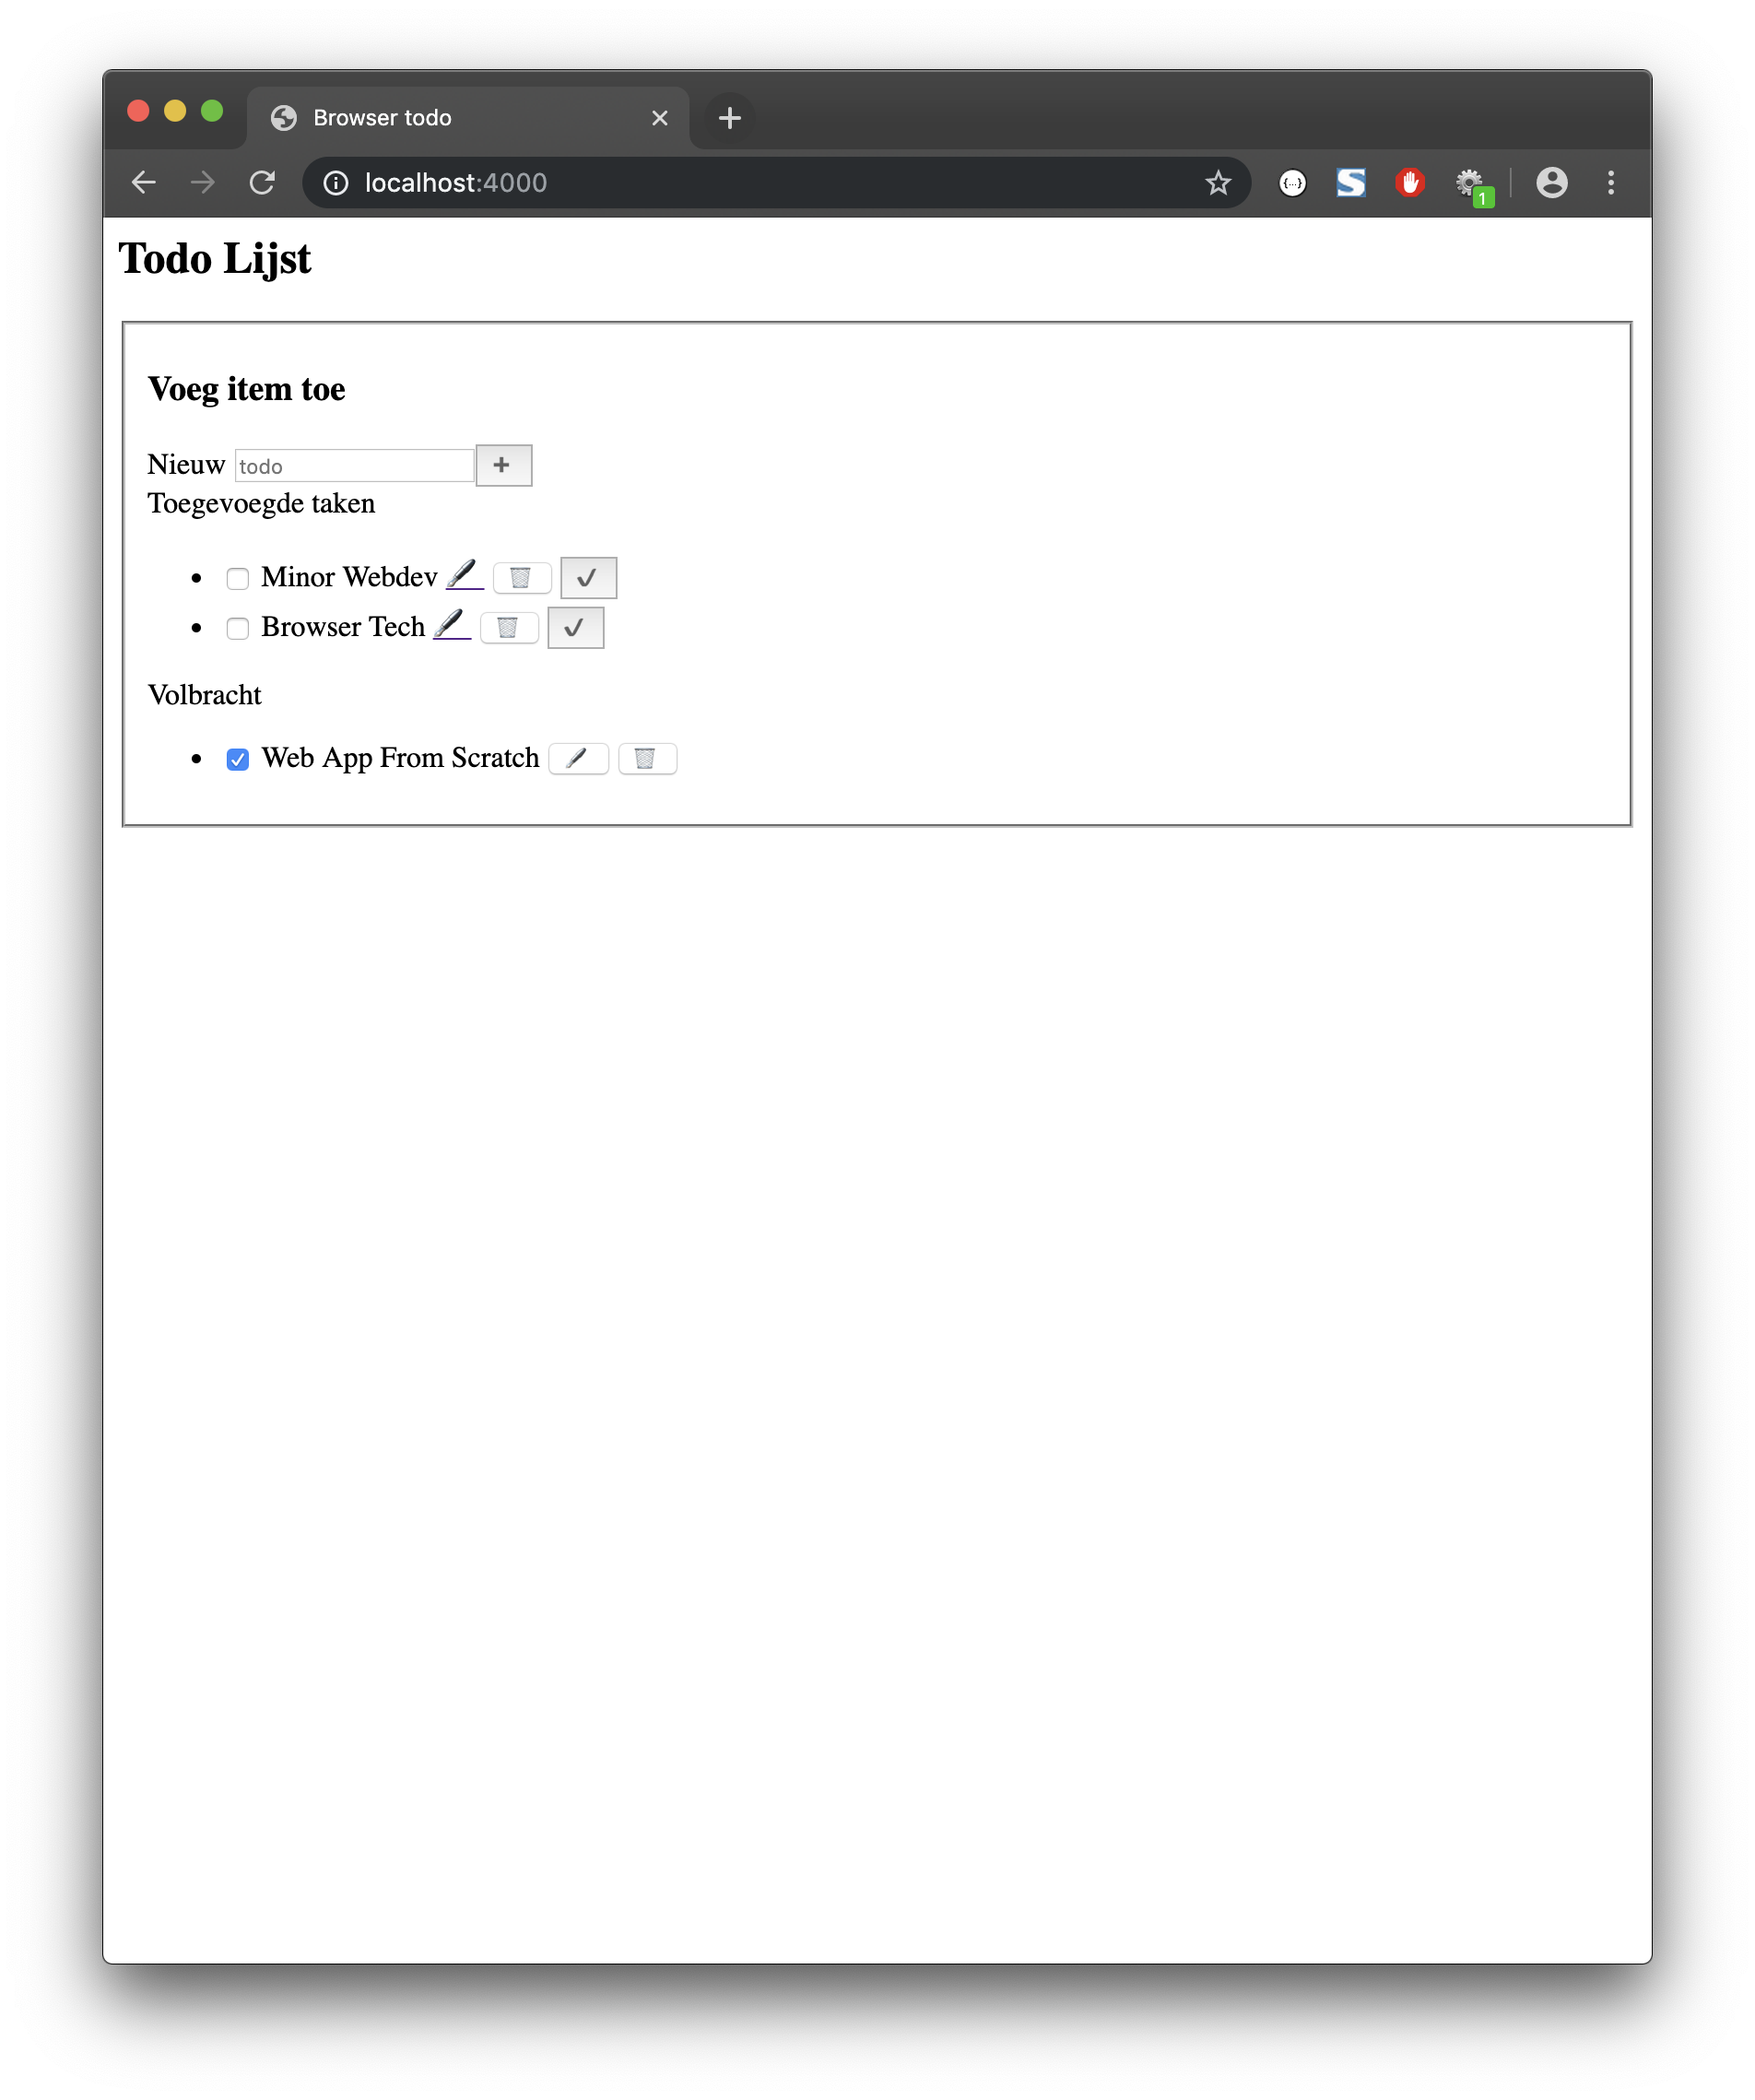 Browser todo
localhost:4000
1
Todo Lijst
Voeg item toe
Nieuw todo +
Toegevoegde taken
Minor Webdev
Browser Tech
Volbracht
Web App From Scratch